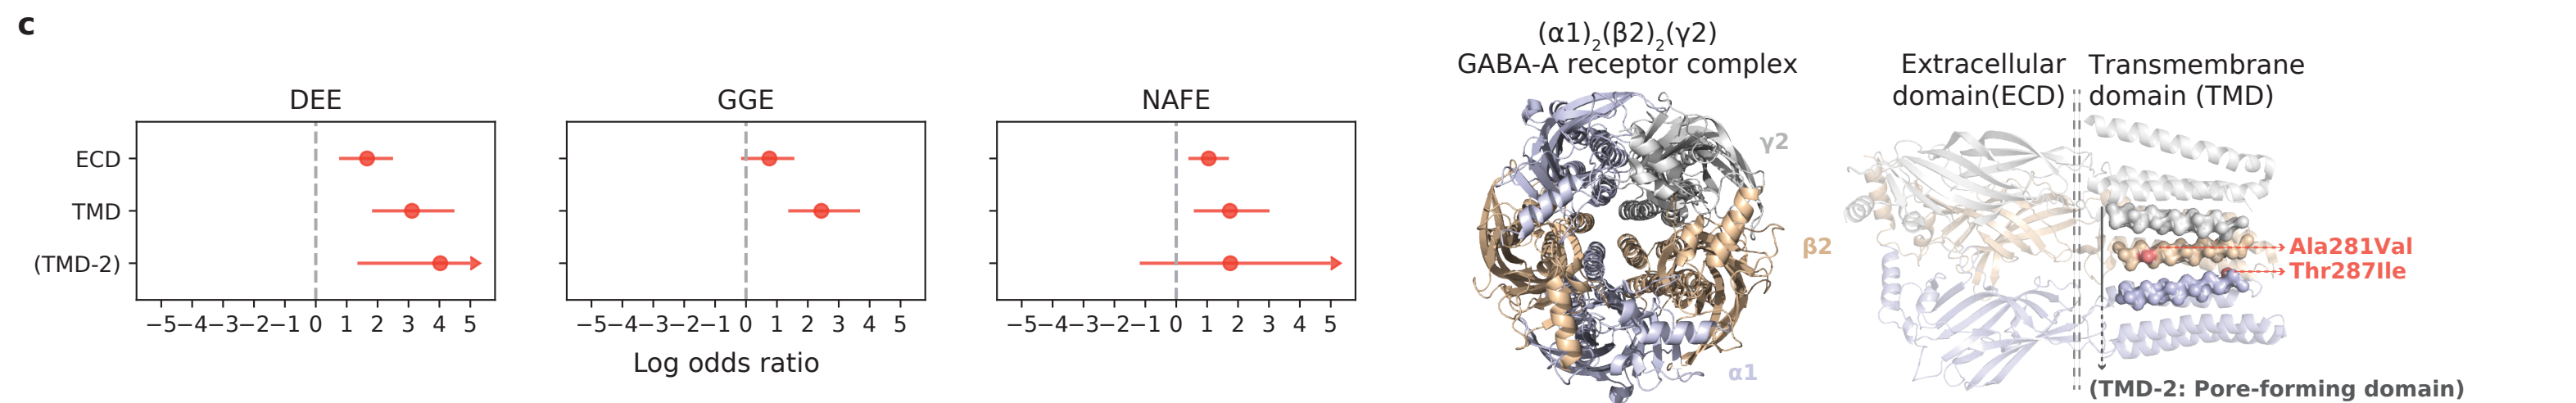 c
DEE
GGE
NAFE
ECD
TMD
(TMD-2)
−5−4−3−2−1 0 1 2 3 4 5
−5−4−3−2−1 0 1 2 3 4 5
−5−4−3−2−1 0 1 2 3 4 5
Log odds ratio
(α1)₂(β2)₂(γ2)
GABA-A receptor complex
γ2
β2
α1
Extracellular
domain(ECD)
Transmembrane
domain (TMD)
Ala281Val
Thr287Ile
(TMD-2: Pore-forming domain)